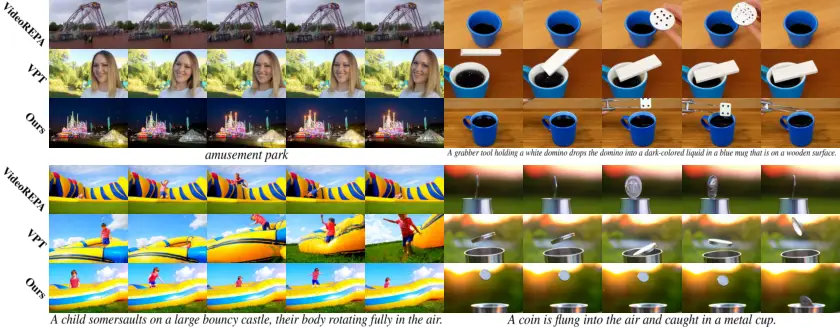 VideoREPA
VPT
Ours
amusement park
A grabber tool holding a white domino drops the domino into a dark-colored liquid in a blue mug that is on a wooden surface.
VideoREPA
VPT
Ours
A child somersaults on a large bouncy castle, their body rotating fully in the air.
A coin is flung into the air and caught in a metal cup.